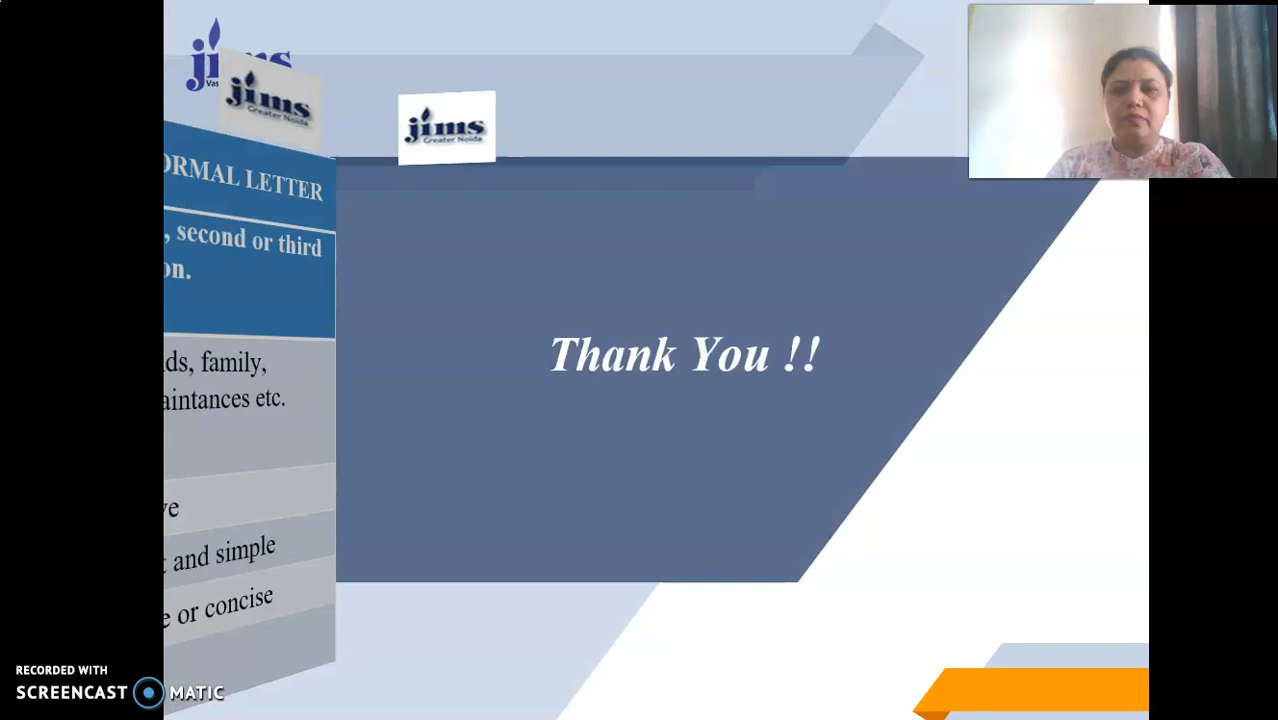 jims
jims
Greater Noida
jims
Greater Noida
ORMAL LETTER
, second or third
on.
ds, family,
aintances etc.
ve
t and simple
e or concise
Thank You !!
RECORDED WITH
SCREENCAST MATIC